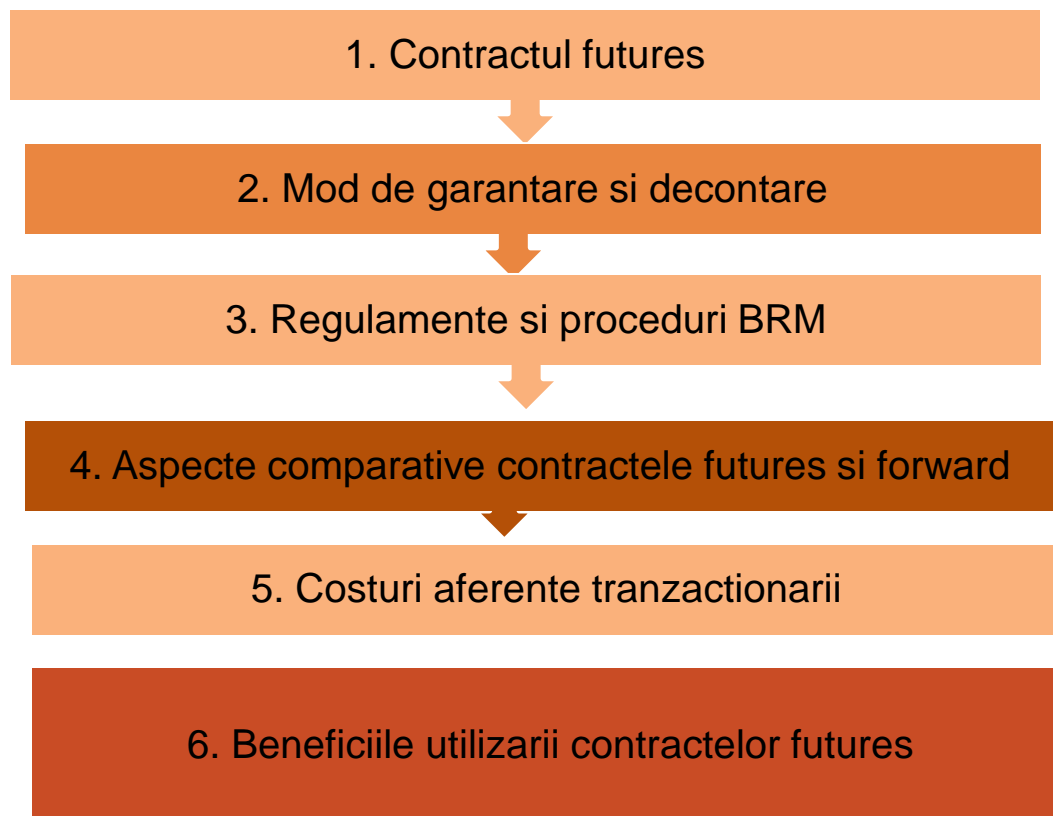 1. Contractul futures
2. Mod de garantare si decontare
3. Regulamente si proceduri BRM
4. Aspecte comparative contractele futures si forward
5. Costuri aferente tranzactionarii
6. Beneficiile utilizarii contractelor futures